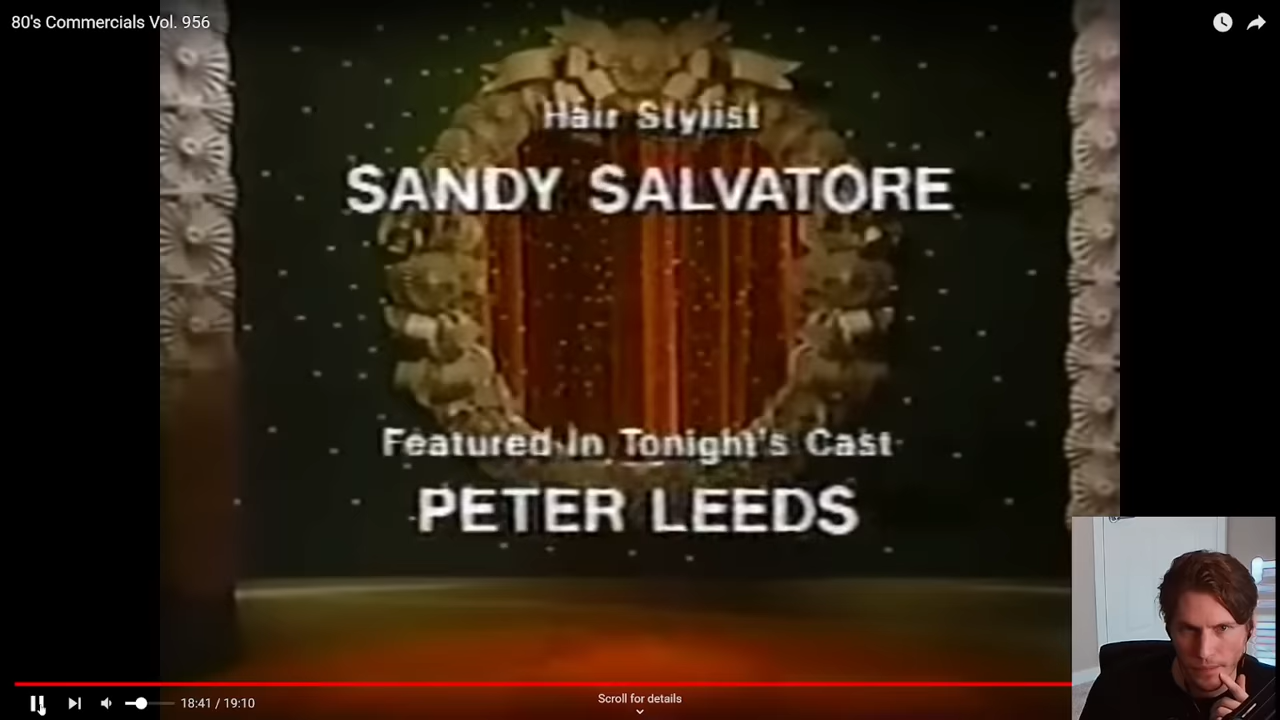 80's Commercials Vol. 956
Hair Stylist
SANDY SALVATORE
Featured In Tonight's Cast
PETER LEEDS
18:41 / 19:10
Scroll for details